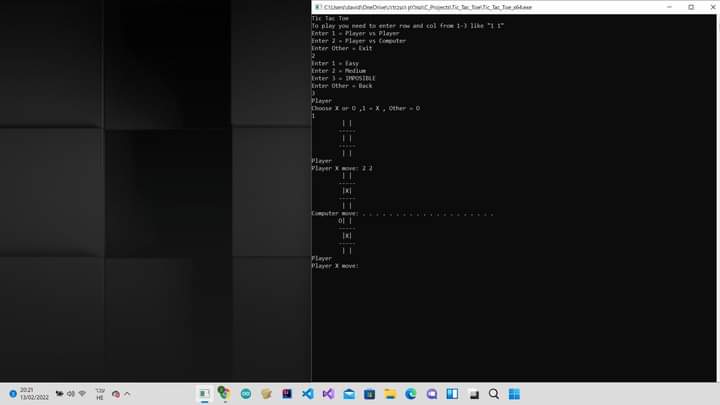 C:\Users\david\OneDrive\
C_Projects\Tic_Tac_Toe\Tic_Tac_Toe_x64.exe
Tic Tac Toe
To play you need to enter row and col from 1-3 like "1 1"
Enter 1 = Player vs Player
Enter 2 = Player vs Computer
Enter Other = Exit
2
Enter 1 = Easy
Enter 2 = Medium
Enter 3 = IMPOSIBLE
Enter Other = Back
3
Player
Choose X or O ,1 = X , Other = O
1
| |
-----
| |
-----
| |
Player
Player X move: 2 2
| |
-----
|X|
-----
| |
Computer move: . . . . . . . . . . . . . . . . . . . .
O| |
-----
|X|
-----
| |
Player
Player X move:
20:21
13/02/2022
עבר
HE